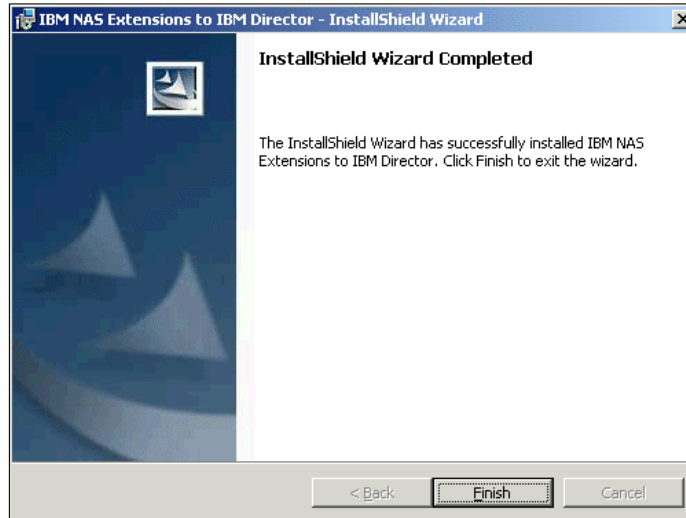 IBM NAS Extensions to IBM Director - InstallShield Wizard
InstallShield Wizard Completed
The InstallShield Wizard has successfully installed IBM NAS
Extensions to IBM Director. Click Finish to exit the wizard.
< Back
Finish
Cancel